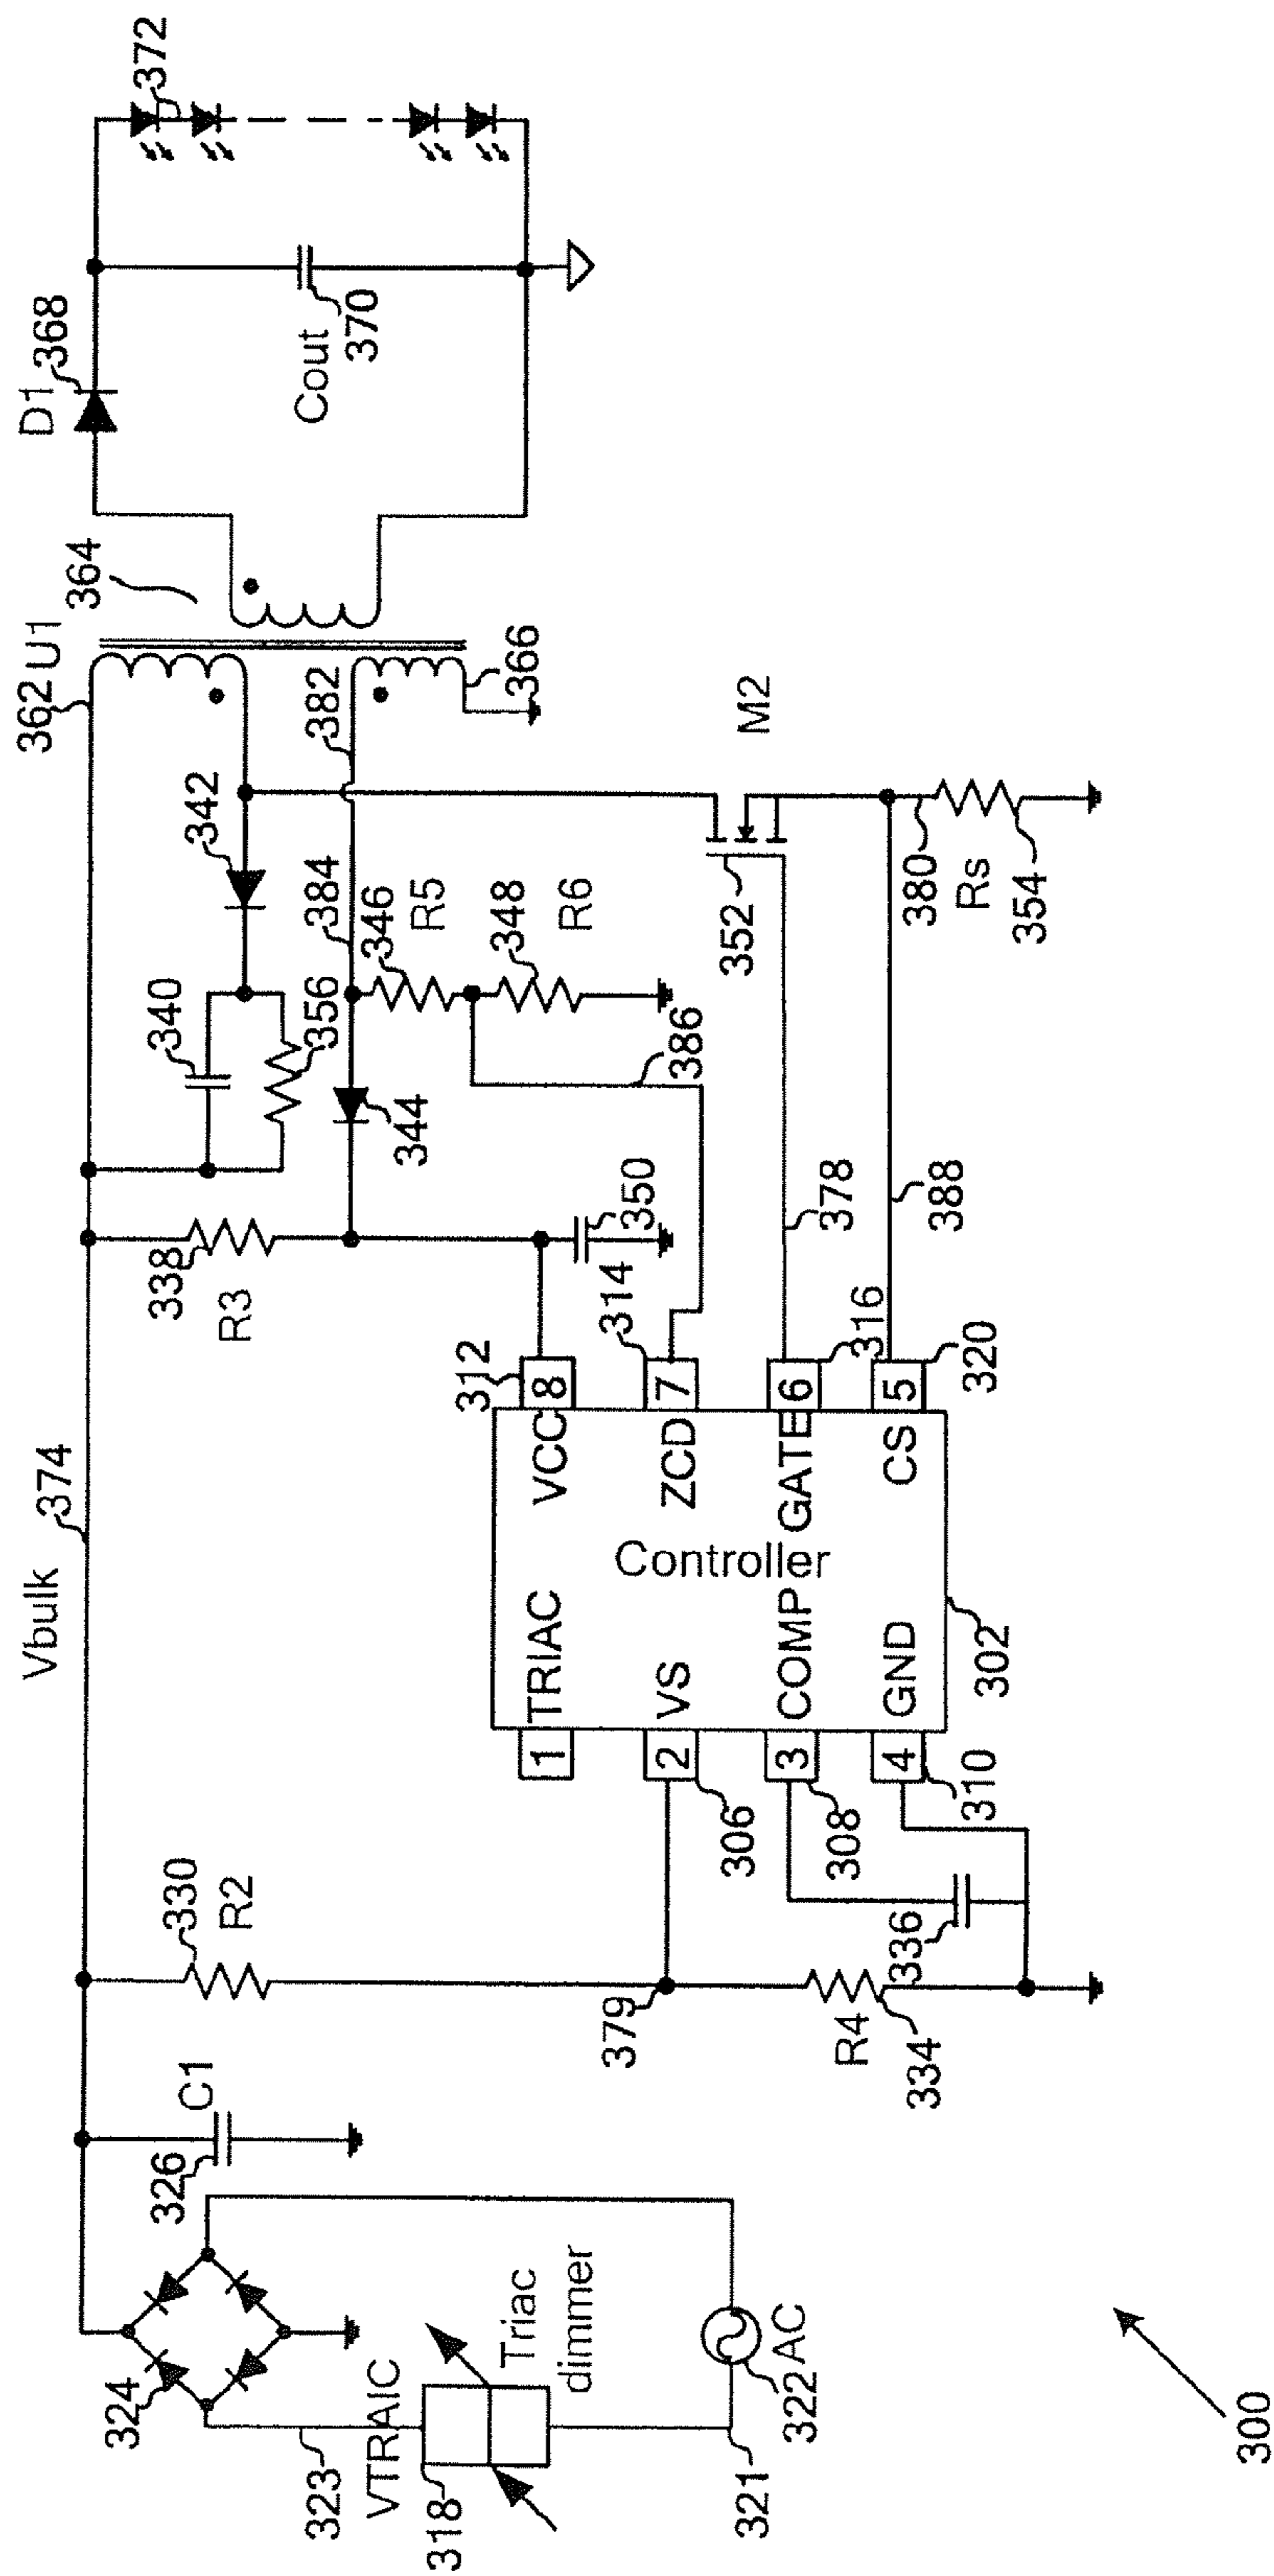 Vbulk
374
362 U1
364
D1
368
372
Cout
370
324
326
C1
330
R2
338
R3
340
356
342
344
384
382
346
R5
348
R6
366
386
350
M2
352
380
Rs
354
378
388
323
VTRAIC
318
Triac
dimmer
321
322
AC
379
R4
334
336
306
308
310
302
1
2
3
4
TRIAC
VS
COMP
GND
Controller
VCC
ZCD
GATE
CS
8
7
6
5
312
314
316
320
300